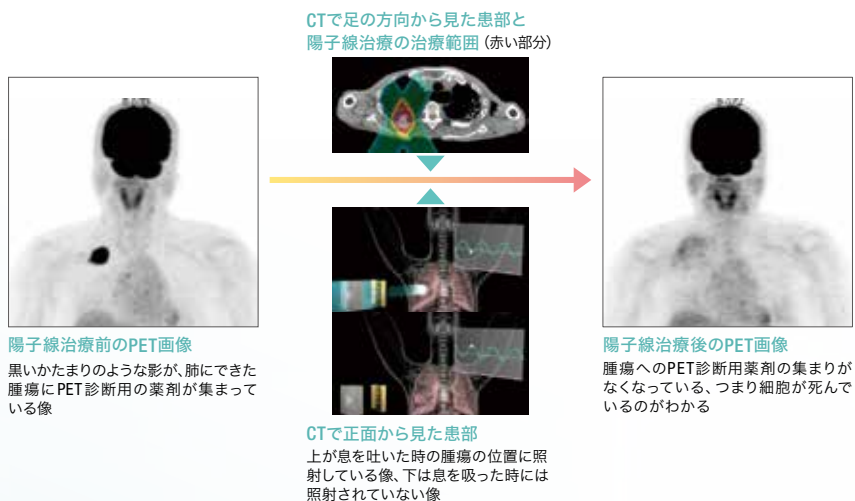 CTで足の方向から見た患部と
陽子線治療の治療範囲（赤い部分）
陽子線治療前のPET画像
黒いかたまりのような影が、肺にできた
腫瘍にPET診断用の薬剤が集まって
いる像
CTで正面から見た患部
上が息を吐いた時の腫瘍の位置に照
射している像、下は息を吸った時には
照射されていない像
陽子線治療後のPET画像
腫瘍へのPET診断用薬剤の集まりが
なくなっている、つまり細胞が死んで
いるのがわかる